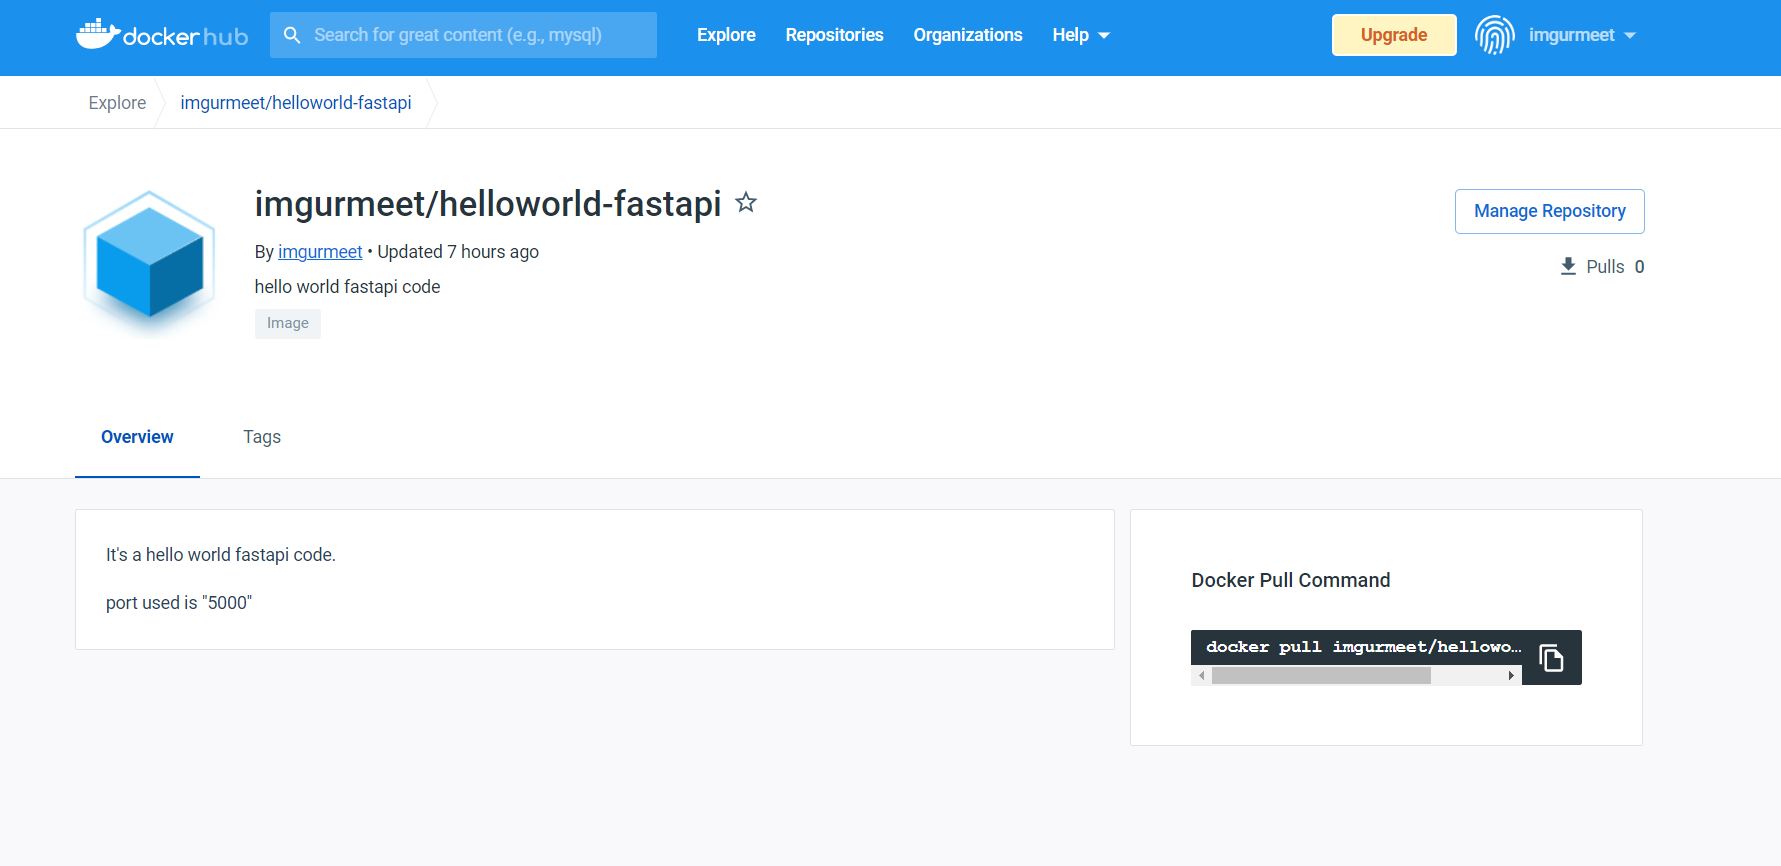 docker hub
Search for great content (e.g., mysql)
Explore
Repositories
Organizations
Help
Upgrade
imgurmeet
Explore
imgurmeet/helloworld-fastapi
imgurmeet/helloworld-fastapi
Manage Repository
By imgurmeet • Updated 7 hours ago
Pulls 0
hello world fastapi code
Image
Overview
Tags
It's a hello world fastapi code.
port used is "5000"
Docker Pull Command
docker pull imgurmeet/hellowo...